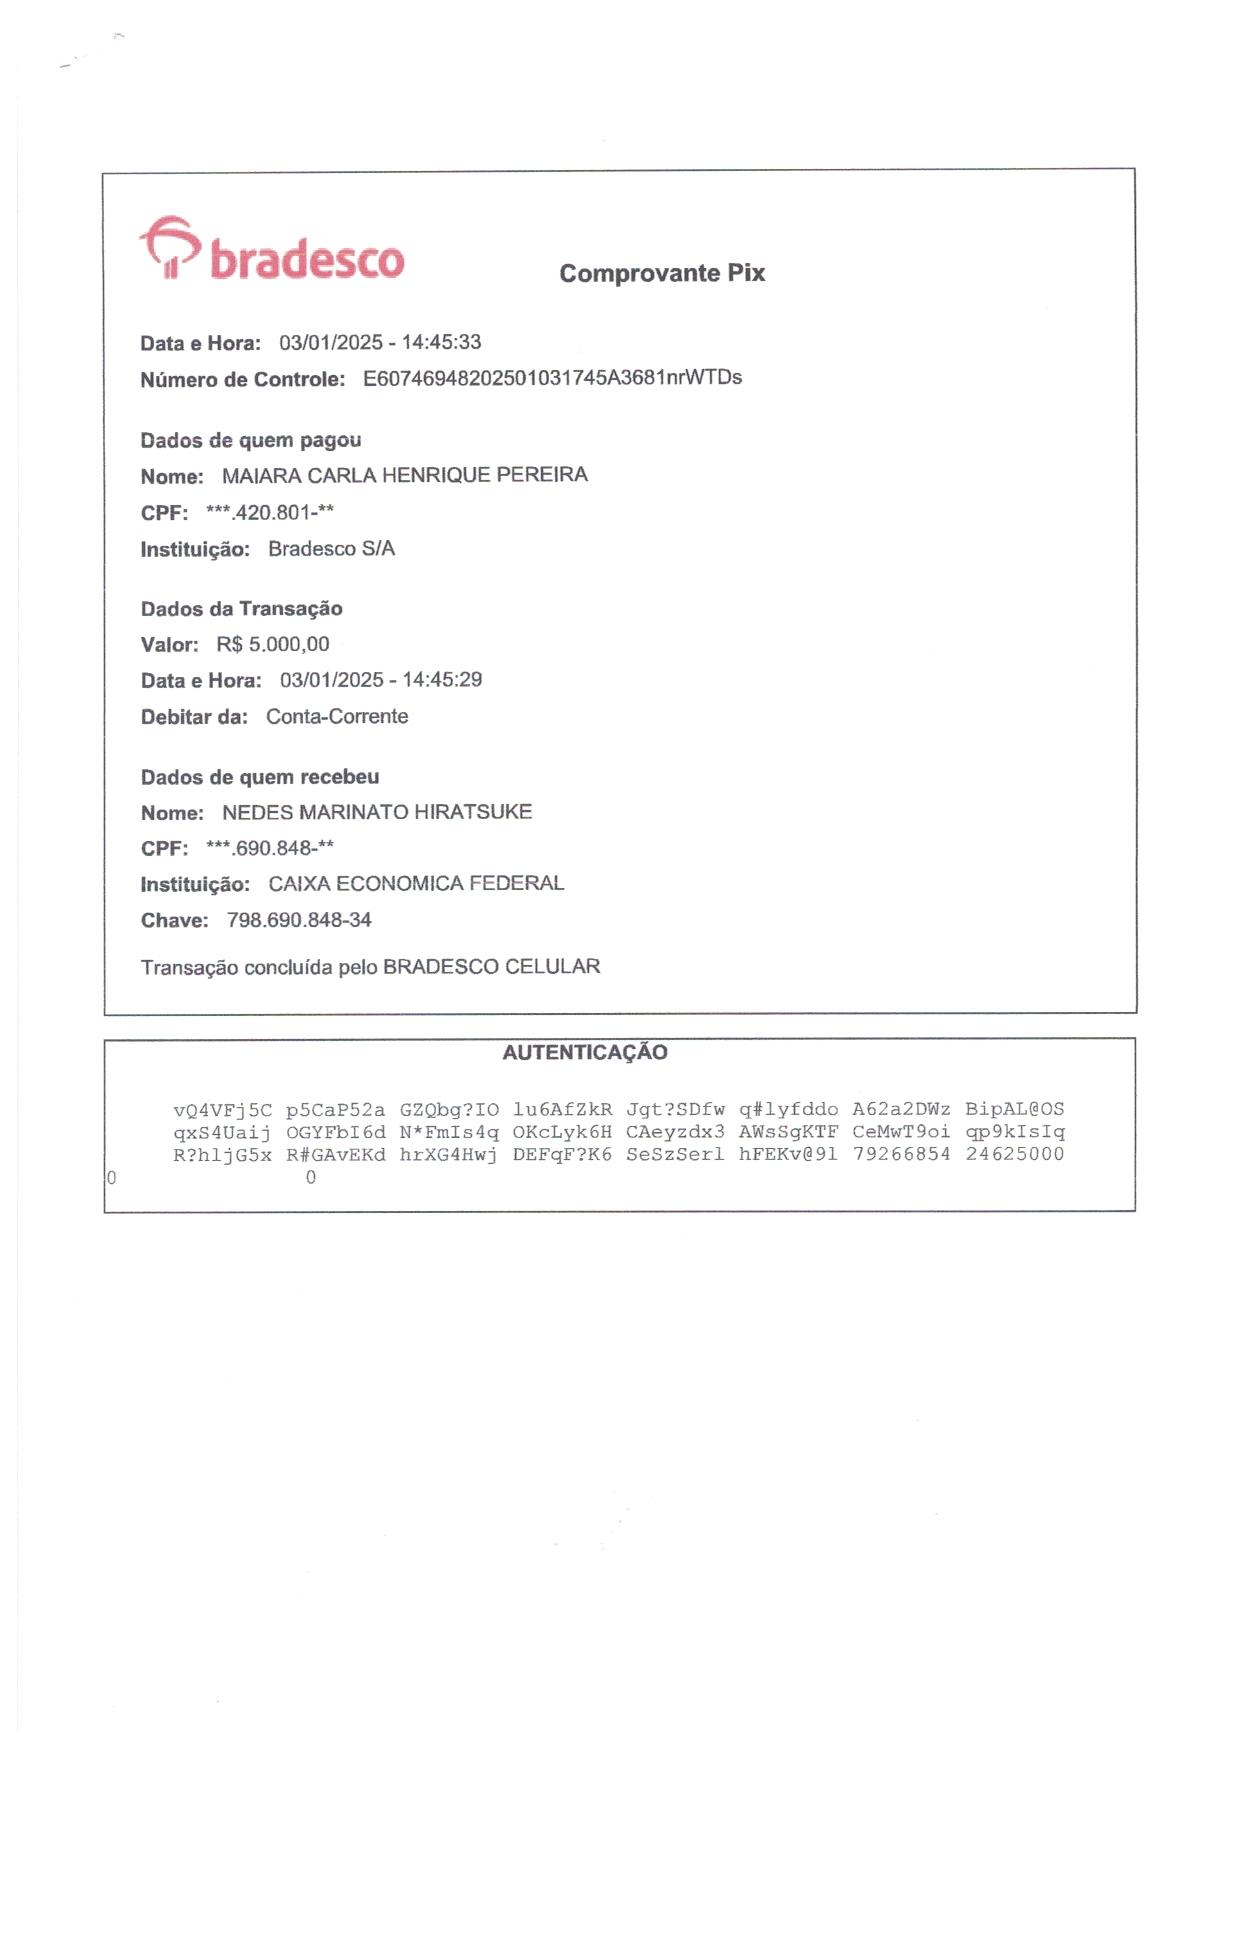 bradesco
Comprovante Pix
Data e Hora: 03/01/2025 - 14:45:33
Número de Controle: E60746948202501031745A3681nrWTDs
Dados de quem pagou
Nome: MAIARA CARLA HENRIQUE PEREIRA
CPF: ***.420.801-**
Instituição: Bradesco S/A
Dados da Transação
Valor: R$ 5.000,00
Data e Hora: 03/01/2025 - 14:45:29
Debitar da: Conta-Corrente
Dados de quem recebeu
Nome: NEDES MARINATO HIRATSUKE
CPF: ***.690.848-**
Instituição: CAIXA ECONOMICA FEDERAL
Chave: 798.690.848-34
Transação concluída pelo BRADESCO CELULAR
AUTENTICAÇÃO
vQ4VFj5C p5CaP52a GZQbg?IO lu6AfZkR Jgt?SDfw q#lyfddo A62a2DWz BipAL@OS
qxS4Uaij OGYFbI6d N*FmIs4q OKcLyk6H CAeyzdx3 AWsSgKTF CeMwT9oi qp9kIsIq
R?hljG5x R#GAvEKd hrXG4Hwj DEFqF?K6 SeSzSerl hFEKv@9l 79266854 24625000
0 0